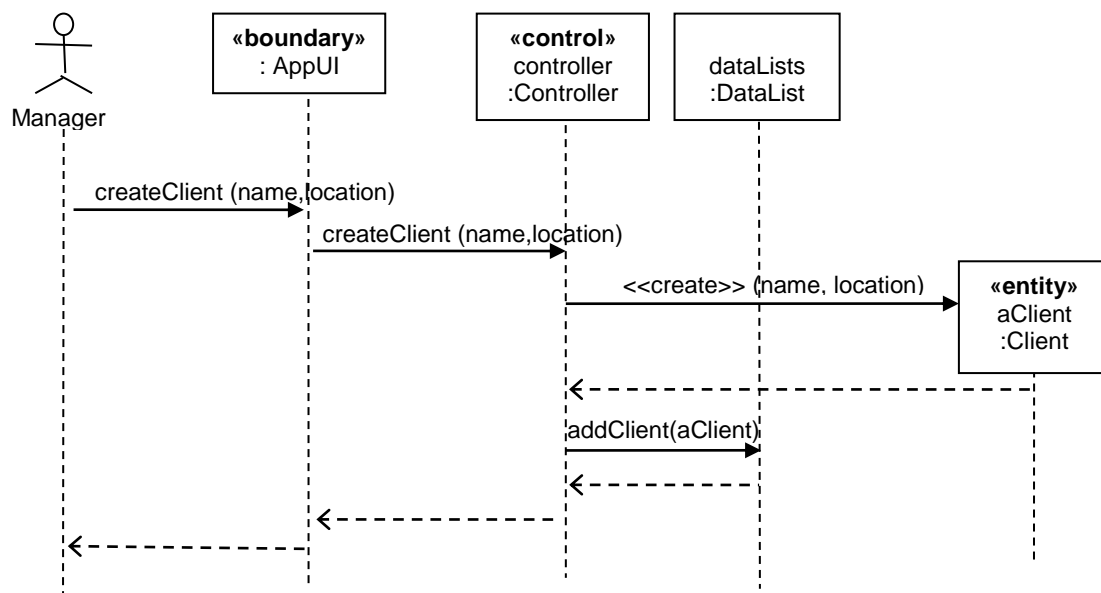 «boundary»
: AppUI
«control»
controller
:Controller
dataLists
:DataList
Manager
createClient (name,location)
createClient (name,location)
<<create>> (name, location)
«entity»
aClient
:Client
addClient(aClient)